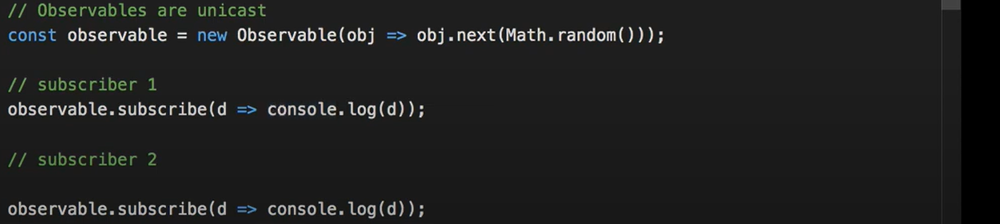 // Observables are unicast
const observable = new Observable(obj => obj.next(Math.random()));
// subscriber 1
observable.subscribe(d => console.log(d));
// subscriber 2
observable.subscribe(d => console.log(d));